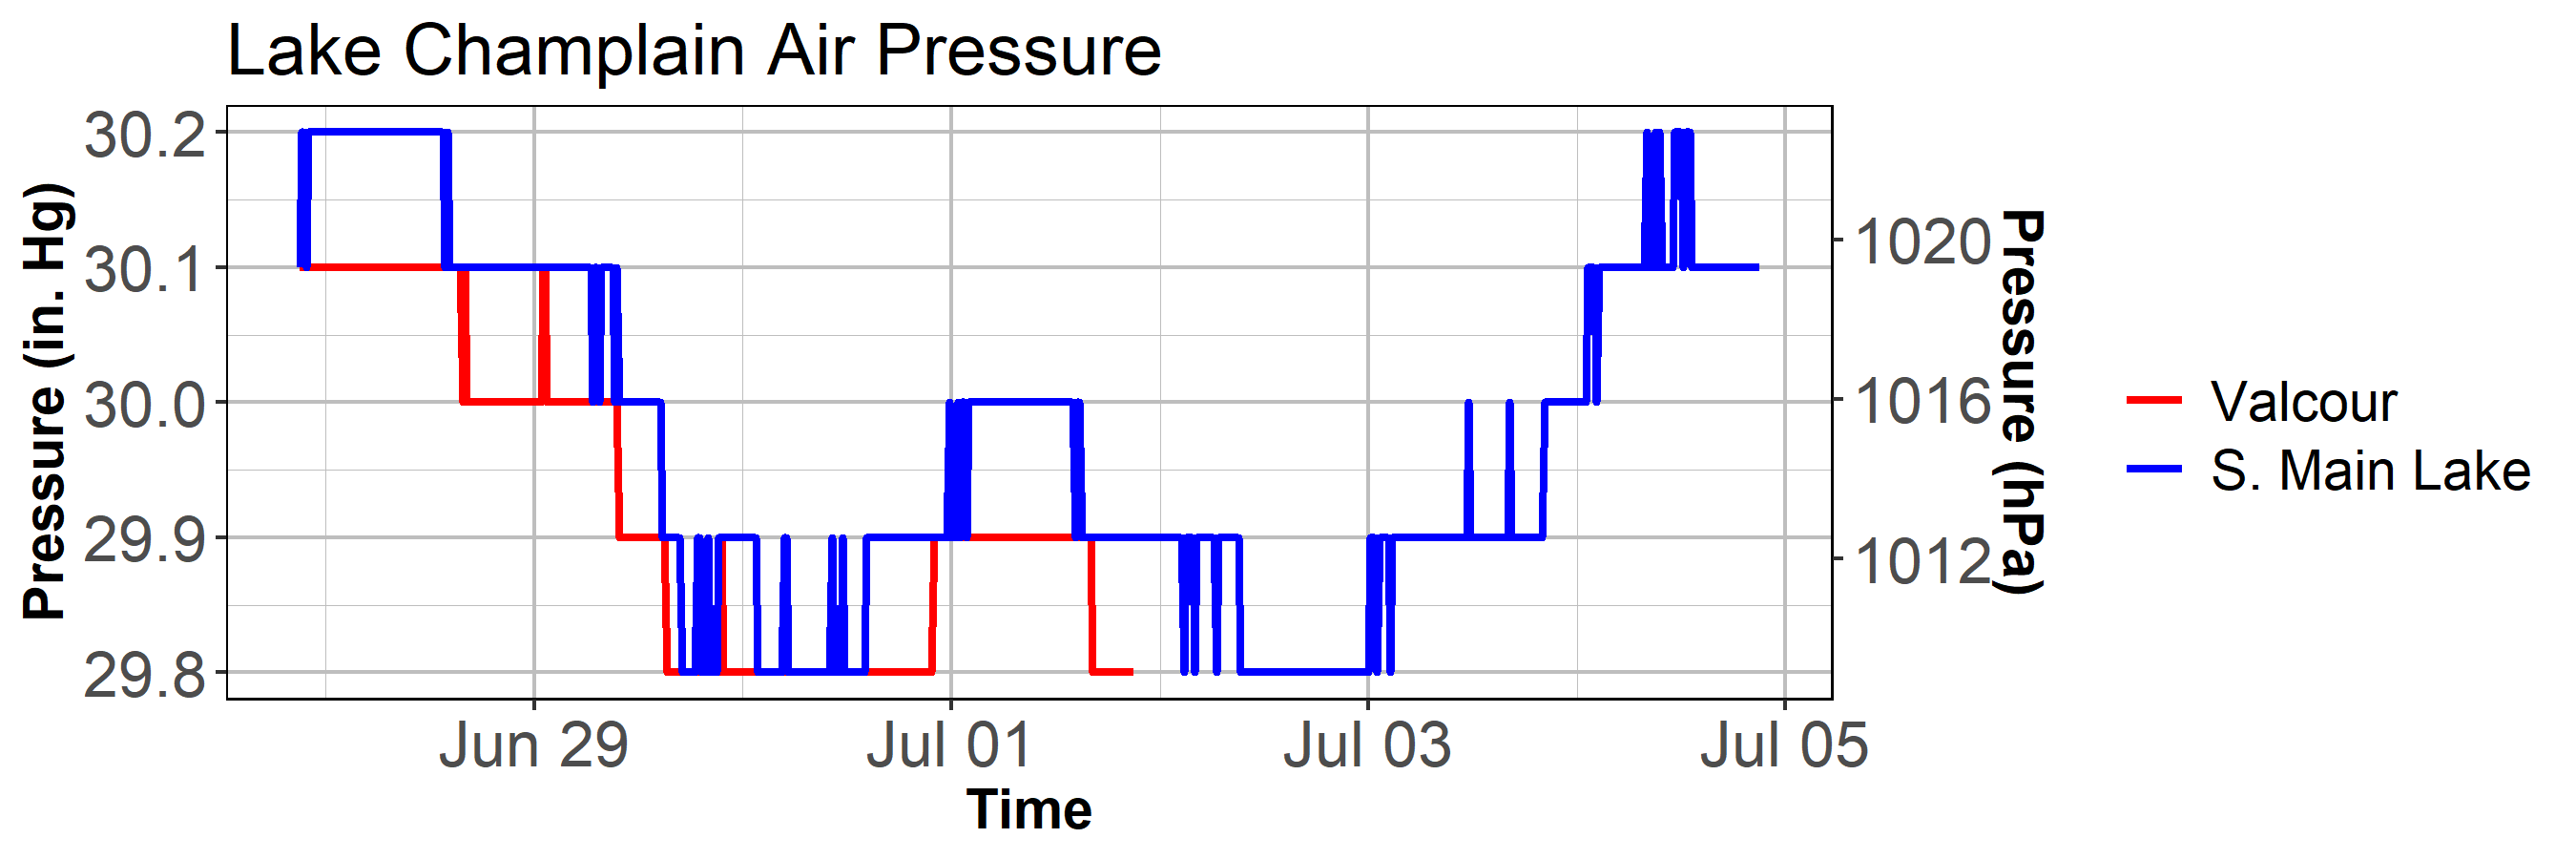 Lake Champlain Air Pressure
30.2
30.1
30.0
29.9
29.8
Pressure (in. Hg)
1020
1016
1012
Pressure (hPa)
Jun 29
Jul 01
Jul 03
Jul 05
Time
Valcour
S. Main Lake